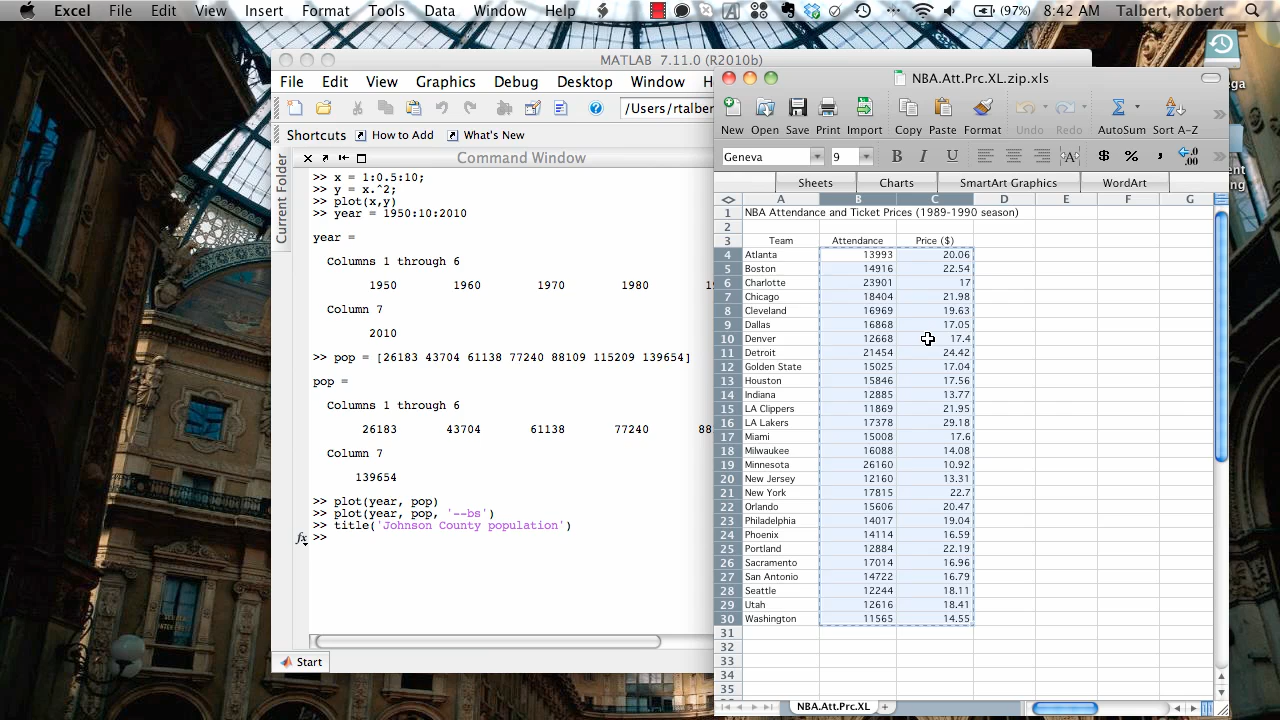 Excel File Edit View Insert Format Tools Data Window Help (97%) 8:42 AM Talbert, Robert
MATLAB 7.11.0 (R2010b)
File Edit View Graphics Debug Desktop Window H
/Users/rtalber
Shortcuts How to Add What's New
Current Folder
Command Window
>> x = 1:0.5:10;
>> y = x.^2;
>> plot(x,y)
>> year = 1950:10:2010
year =
Columns 1 through 6
1950 1960 1970 1980
Column 7
2010
>> pop = [26183 43704 61138 77240 88109 115209 139654]
pop =
Columns 1 through 6
26183 43704 61138 77240 88
Column 7
139654
>> plot(year, pop)
>> plot(year, pop, '--bs')
>> title('Johnson County population')
fx >>
Start
NBA.Att.Prc.XL.zip.xls
New Open Save Print Import Copy Paste Format Undo Redo AutoSum Sort A-Z
Geneva 9 B I U $ % ,
Sheets Charts SmartArt Graphics WordArt
A B C D E F G
1 NBA Attendance and Ticket Prices (1989-1990 season)
2
3 Team Attendance Price ($)
4 Atlanta 13993 20.06
5 Boston 14916 22.54
6 Charlotte 23901 17
7 Chicago 18404 21.98
8 Cleveland 16969 19.63
9 Dallas 16868 17.05
10 Denver 12668 17.4
11 Detroit 21454 24.42
12 Golden State 15025 17.04
13 Houston 15846 17.56
14 Indiana 12885 13.77
15 LA Clippers 11869 21.95
16 LA Lakers 17378 29.18
17 Miami 15008 17.6
18 Milwaukee 16088 14.08
19 Minnesota 26160 10.92
20 New Jersey 12160 13.31
21 New York 17815 22.7
22 Orlando 15606 20.47
23 Philadelphia 14017 19.04
24 Phoenix 14114 16.59
25 Portland 12884 22.19
26 Sacramento 17014 16.96
27 San Antonio 14722 16.79
28 Seattle 12244 18.11
29 Utah 12616 18.41
30 Washington 11565 14.55
31
32
33
34
35
NBA.Att.Prc.XL